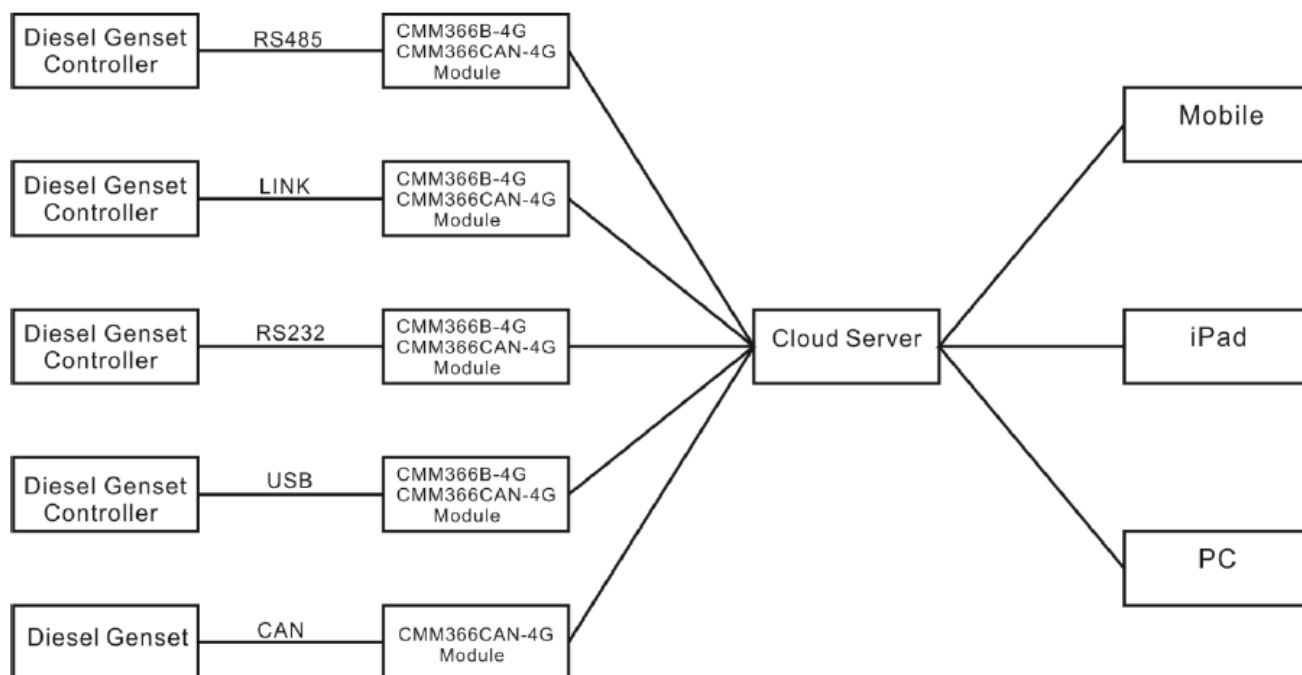 Diesel Genset
Controller
RS485
CMM366B-4G
CMM366CAN-4G
Module
Diesel Genset
Controller
LINK
CMM366B-4G
CMM366CAN-4G
Module
Diesel Genset
Controller
RS232
CMM366B-4G
CMM366CAN-4G
Module
Diesel Genset
Controller
USB
CMM366B-4G
CMM366CAN-4G
Module
Diesel Genset
CAN
CMM366CAN-4G
Module
Cloud Server
Mobile
iPad
PC